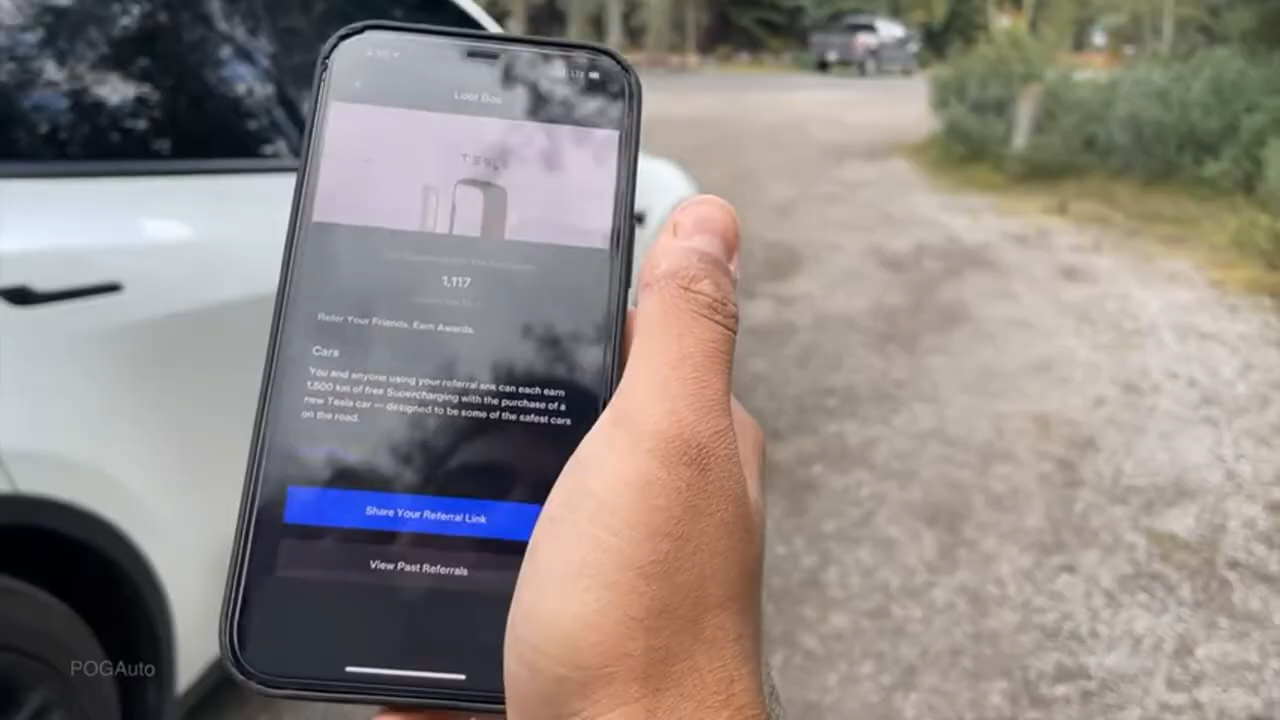 LTE
Loot Box
TESLA
1,117
Refer Your Friends. Earn Awards.
Cars
You and anyone using your referral link can each earn
1,500 km of free Supercharging with the purchase of a
new Tesla car — designed to be some of the safest cars
on the road.
Share Your Referral Link
View Past Referrals
POGAuto